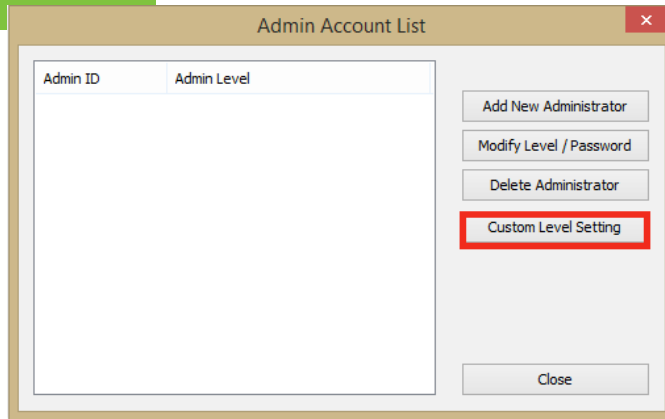 Admin Account List
Admin ID Admin Level
Add New Administrator
Modify Level / Password
Delete Administrator
Custom Level Setting
Close